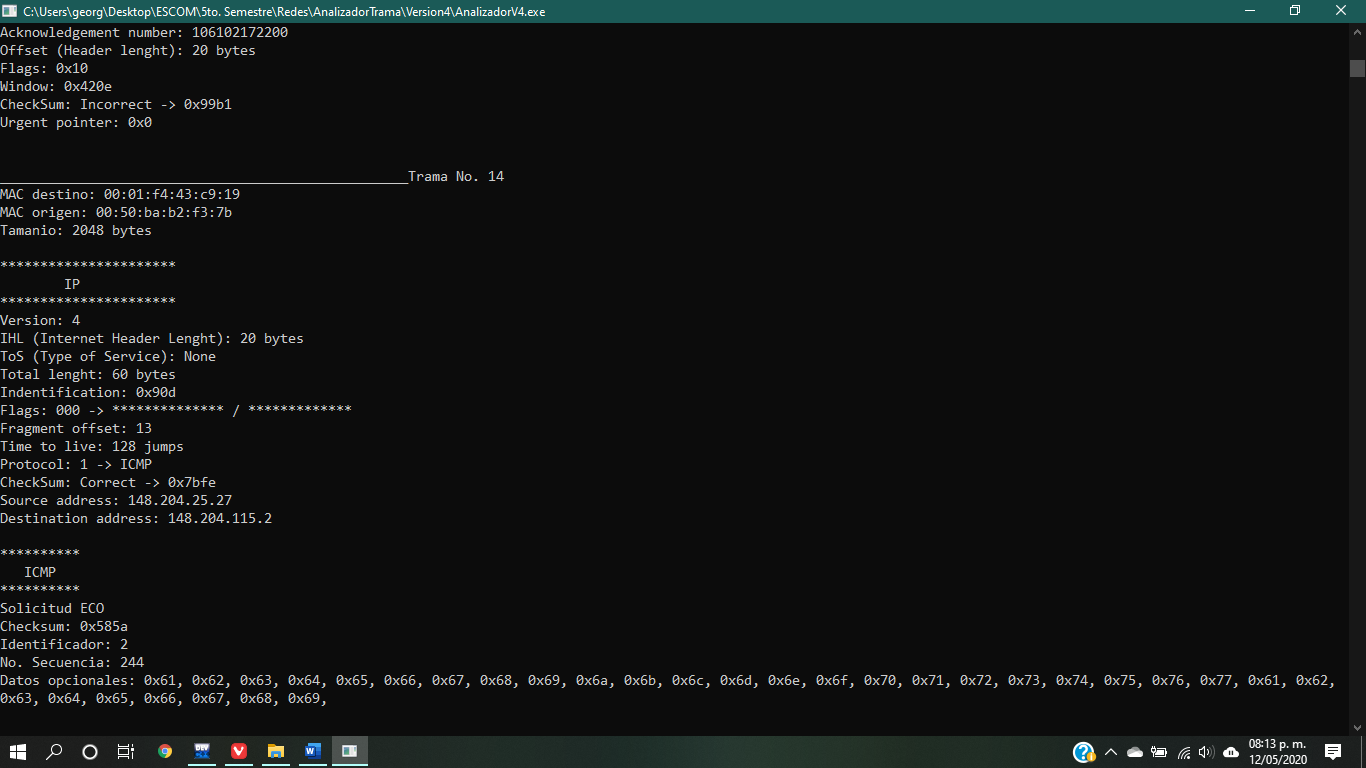 C:\Users\georg\Desktop\ESCOM\5to. Semestre\Redes\AnalizadorTrama\Version4\AnalizadorV4.exe
Acknowledgement number: 106102172200
Offset (Header lenght): 20 bytes
Flags: 0x10
Window: 0x420e
CheckSum: Incorrect -> 0x99b1
Urgent pointer: 0x0
___________________________________________________Trama No. 14
MAC destino: 00:01:f4:43:c9:19
MAC origen: 00:50:ba:b2:f3:7b
Tamanio: 2048 bytes
**********************
IP
**********************
Version: 4
IHL (Internet Header Lenght): 20 bytes
ToS (Type of Service): None
Total lenght: 60 bytes
Indentification: 0x90d
Flags: 000 -> ************** / *************
Fragment offset: 13
Time to live: 128 jumps
Protocol: 1 -> ICMP
CheckSum: Correct -> 0x7bfe
Source address: 148.204.25.27
Destination address: 148.204.115.2
**********
ICMP
**********
Solicitud ECO
Checksum: 0x585a
Identificador: 2
No. Secuencia: 244
Datos opcionales: 0x61, 0x62, 0x63, 0x64, 0x65, 0x66, 0x67, 0x68, 0x69, 0x6a, 0x6b, 0x6c, 0x6d, 0x6e, 0x6f, 0x70, 0x71, 0x72, 0x73, 0x74, 0x75, 0x76, 0x77, 0x61, 0x62,
0x63, 0x64, 0x65, 0x66, 0x67, 0x68, 0x69,
08:13 p. m.
12/05/2020